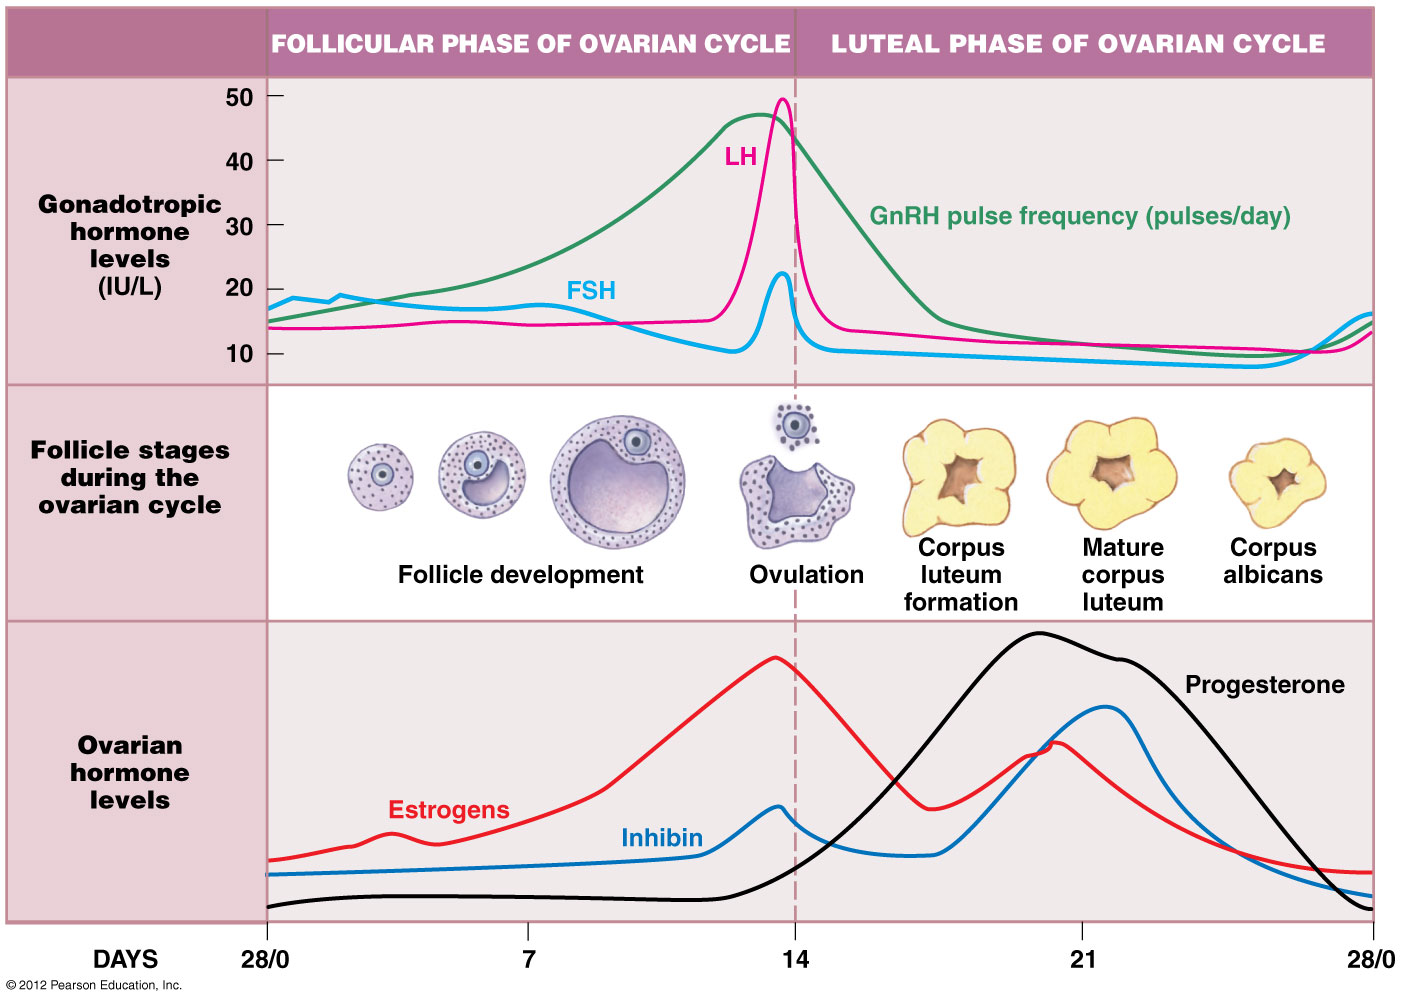 FOLLICULAR PHASE OF OVARIAN CYCLE
LUTEAL PHASE OF OVARIAN CYCLE
Gonadotropic
hormone
levels
(IU/L)
50
40
30
20
10
LH
FSH
GnRH pulse frequency (pulses/day)
Follicle stages
during the
ovarian cycle
Follicle development
Ovulation
Corpus
luteum
formation
Mature
corpus
luteum
Corpus
albicans
Ovarian
hormone
levels
Estrogens
Inhibin
Progesterone
DAYS
28/0
7
14
21
28/0
© 2012 Pearson Education, Inc.